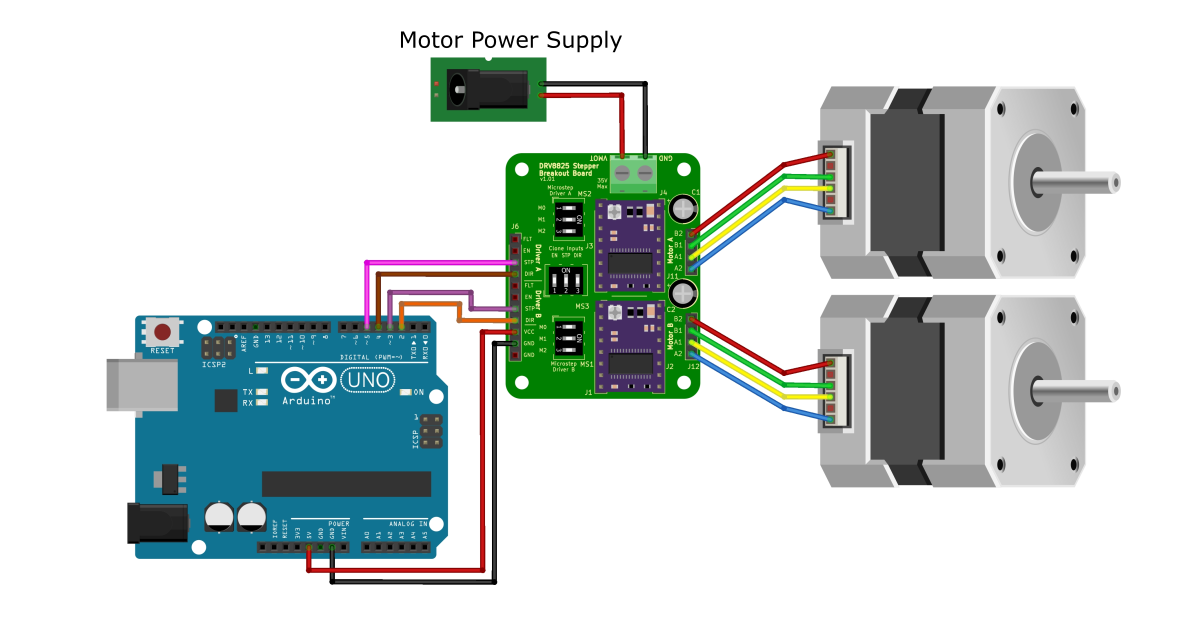 Motor Power Supply
VMOT
GND
DRV8825 Stepper
Breakout Board
v1.01
35V
Max
Microstep
Driver A
MS2
J4
C1
M0
M1
M2
1
2
3
ON
J6
FLT
EN
STP
DIR
Driver A
Clone Inputs
EN STP DIR
ON
1 2 3
J3
B2
B1
A1
A2
Motor A
J11
FLT
EN
STP
DIR
Driver B
VCC
GND
GND
MS3
C2
M0
M1
M2
1
2
3
ON
Microstep
Driver B
MS1
B2
B1
A1
A2
Motor B
J2
J12
J1
RESET
ICSP2
AREF
GND
13
12
~11
~10
~9
8
7
~6
~5
4
~3
2
TXD▶1
RXD◀0
DIGITAL (PWM=~)
L
TX
RX
UNO
Arduino™
ON
1
ICSP
POWER
ANALOG IN
IOREF
RESET
3V3
5V
GND
GND
VIN
A0
A1
A2
A3
A4
A5